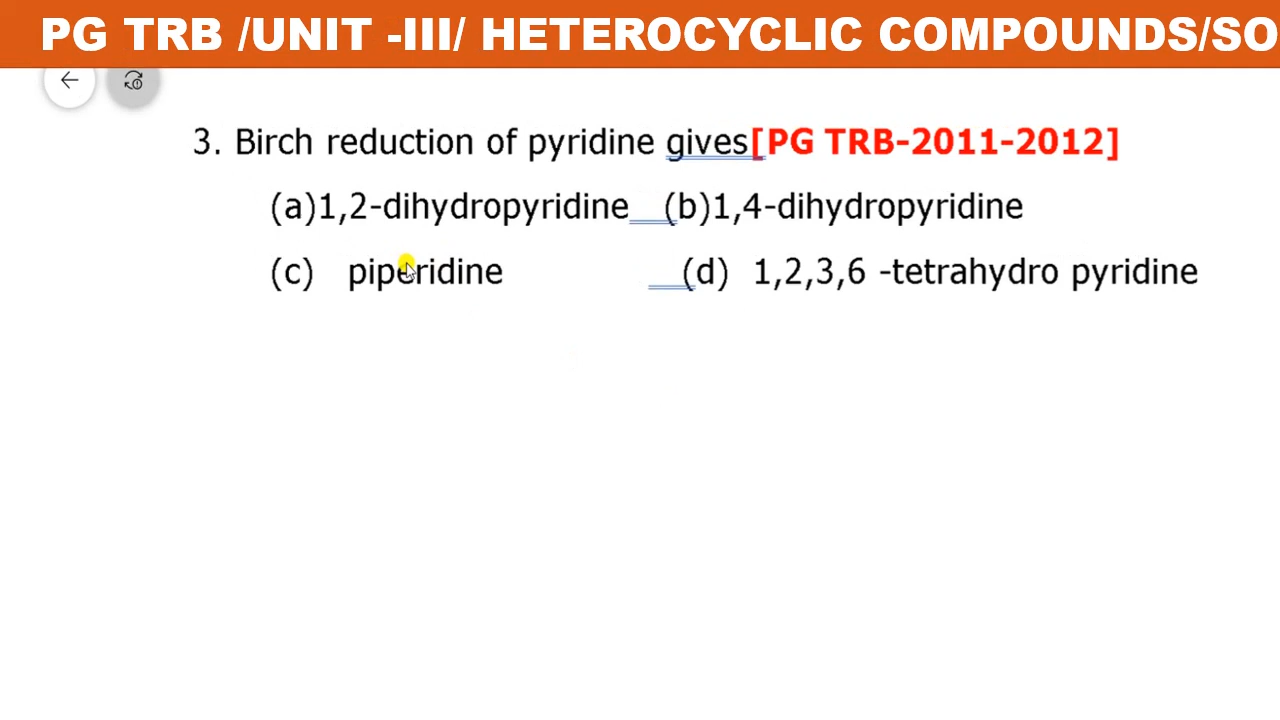 PG TRB /UNIT -III/ HETEROCYCLIC COMPOUNDS/SO
3. Birch reduction of pyridine gives[PG TRB-2011-2012]
(a)1,2-dihydropyridine (b)1,4-dihydropyridine
(c) piperidine (d) 1,2,3,6 -tetrahydro pyridine